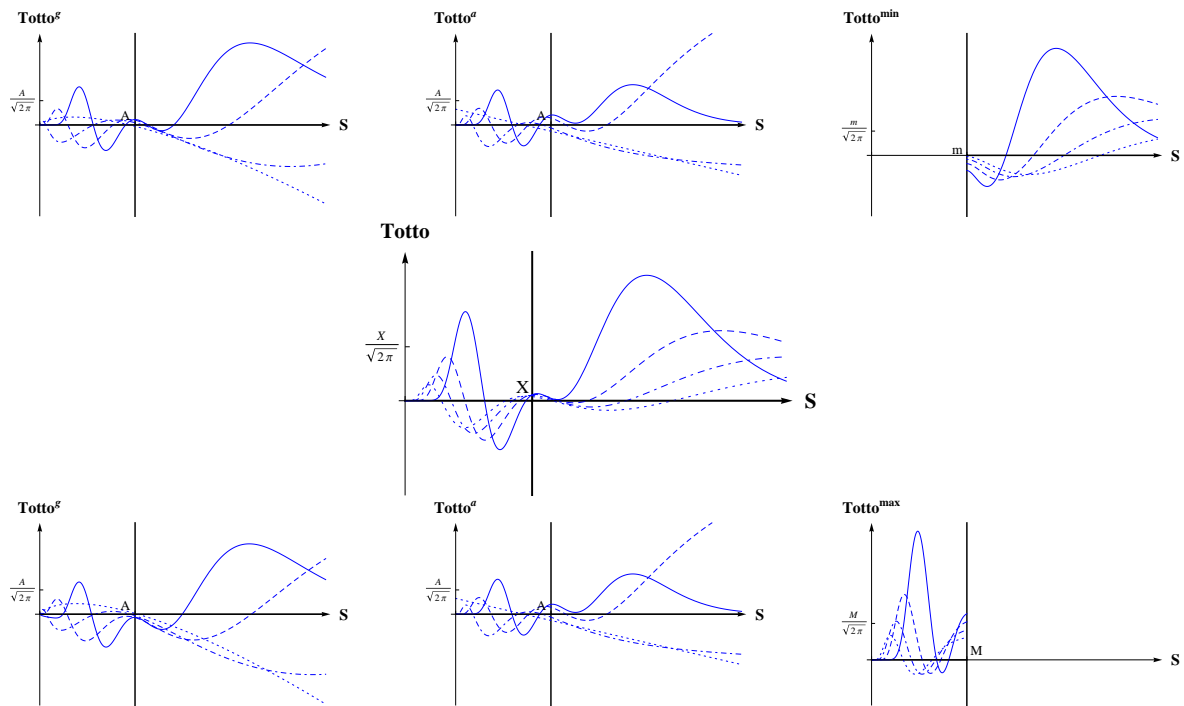 Totto^g
A/√2π
A
S
Totto^a
A/√2π
A
S
Totto^min
m/√2π
m
S
Totto
X/√2π
X
S
Totto^g
A/√2π
A
S
Totto^a
A/√2π
A
S
Totto^max
M/√2π
M
S